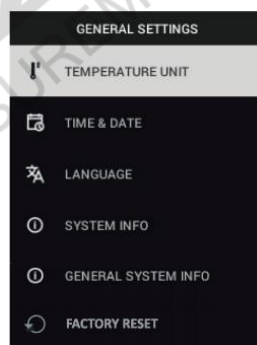 GENERAL SETTINGS
TEMPERATURE UNIT
TIME & DATE
LANGUAGE
SYSTEM INFO
GENERAL SYSTEM INFO
FACTORY RESET